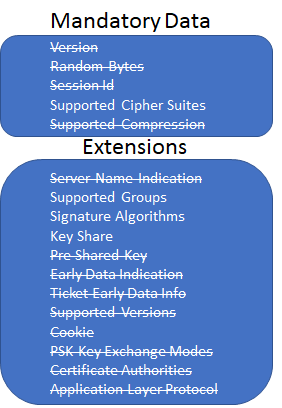 Mandatory Data
Version
Random Bytes
Session Id
Supported Cipher Suites
Supported Compression
Extensions
Server Name Indication
Supported Groups
Signature Algorithms
Key Share
Pre Shared Key
Early Data Indication
Ticket Early Data Info
Supported Versions
Cookie
PSK Key Exchange Modes
Certificate Authorities
Application Layer Protocol